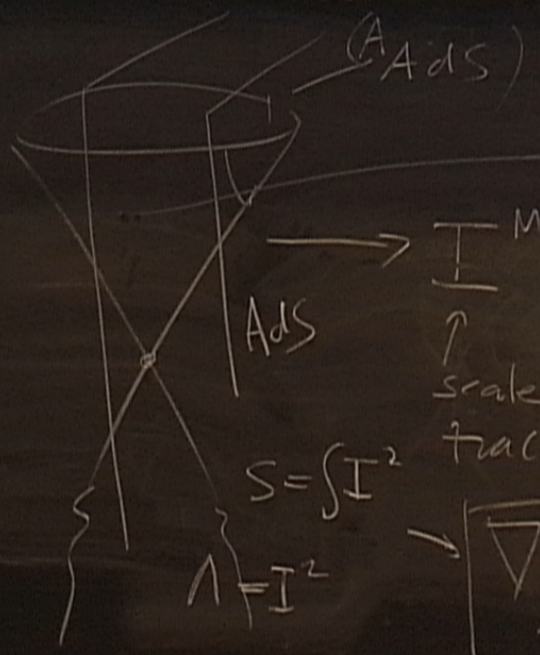 (A AdS)
→ I^M
AdS
↑
scale
trac
S = ∫I²
Λ = I²
∇